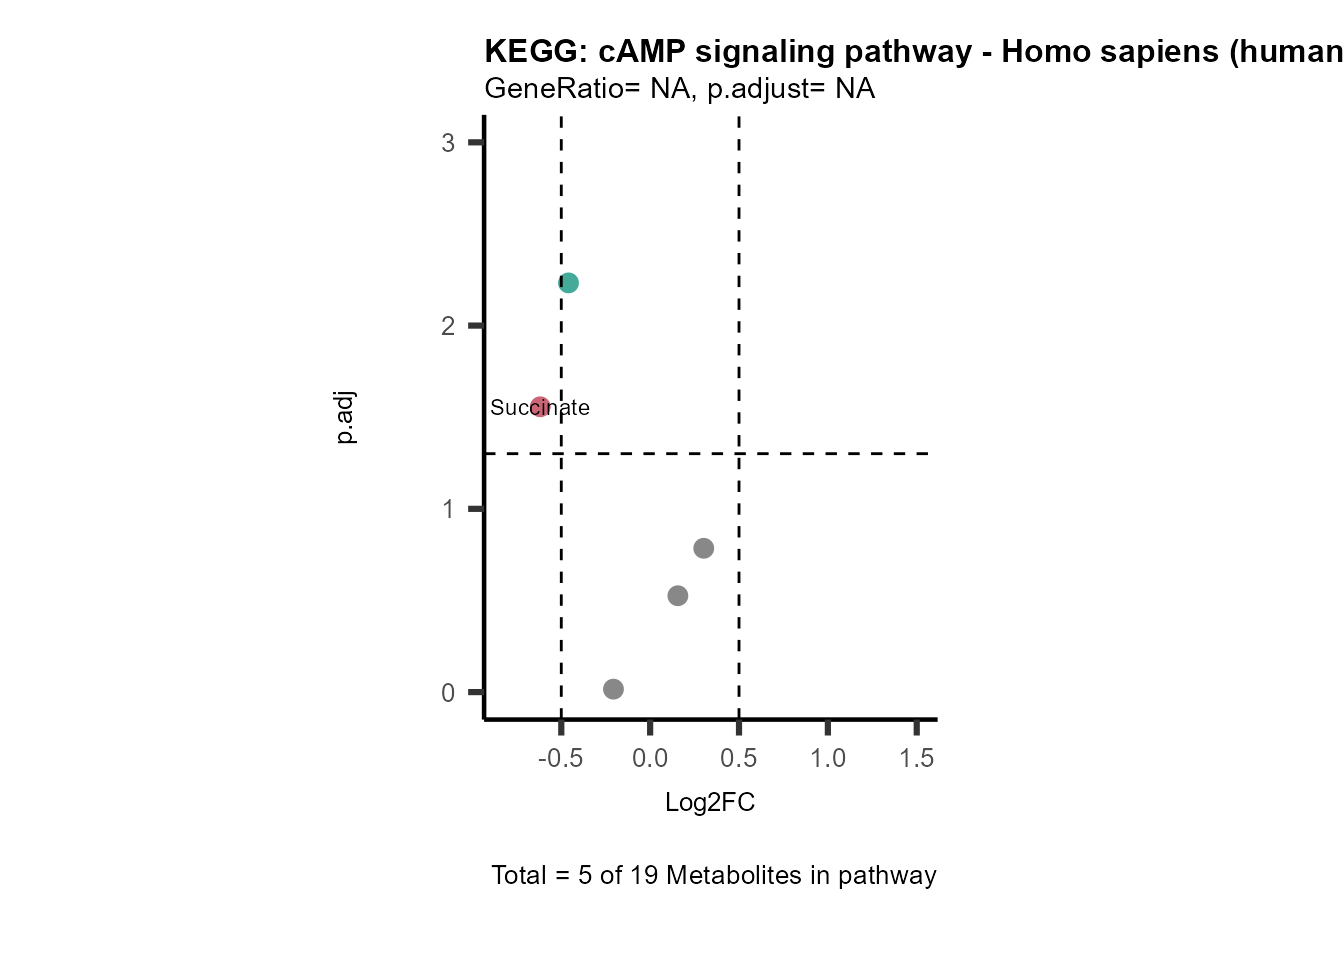 KEGG: cAMP signaling pathway - Homo sapiens (human
GeneRatio= NA, p.adjust= NA
3
2
1
0
p.adj
Succinate
-0.5 0.0 0.5 1.0 1.5
Log2FC
Total = 5 of 19 Metabolites in pathway